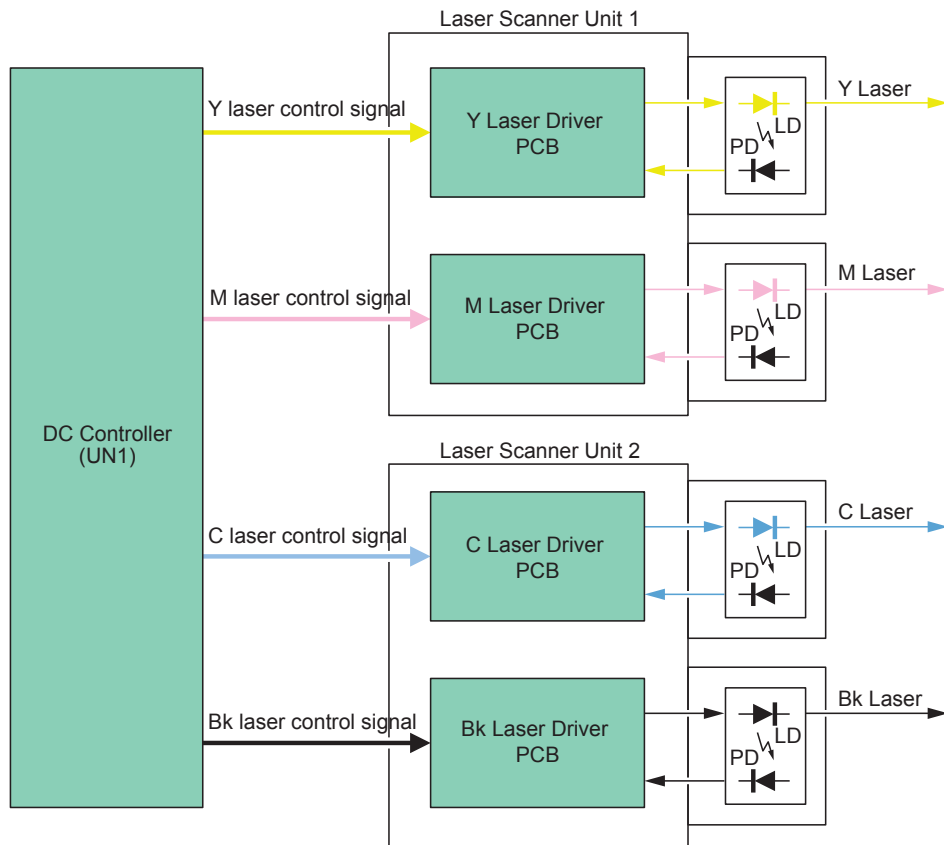 Laser Scanner Unit 1
Y laser control signal
Y Laser Driver
PCB
Y Laser
LD
PD
M laser control signal
M Laser Driver
PCB
M Laser
LD
PD
DC Controller
(UN1)
Laser Scanner Unit 2
C laser control signal
C Laser Driver
PCB
C Laser
LD
PD
Bk laser control signal
Bk Laser Driver
PCB
Bk Laser
LD
PD